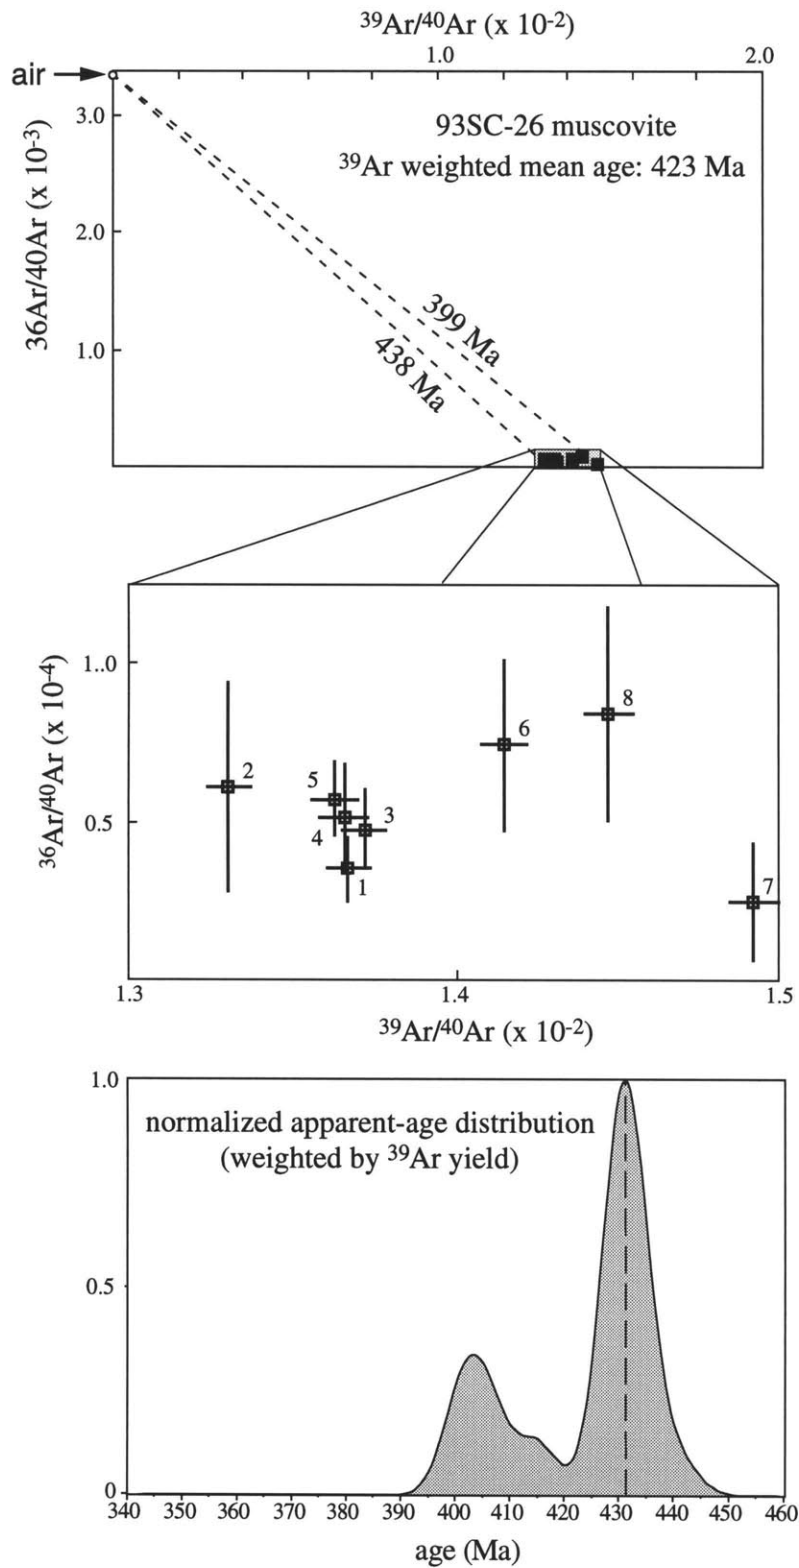 ³⁹Ar/⁴⁰Ar (x 10⁻²)
1.0 2.0
air
3.0
2.0
1.0
36Ar/40Ar (x 10⁻³)
93SC-26 muscovite
³⁹Ar weighted mean age: 423 Ma
399 Ma
438 Ma
1.0
0.5
³⁶Ar/⁴⁰Ar (x 10⁻⁴)
8
6
2
5
3
4
1
7
1.3 1.4 1.5
³⁹Ar/⁴⁰Ar (x 10⁻²)
1.0
0.5
0
normalized apparent-age distribution
(weighted by ³⁹Ar yield)
340 350 360 370 380 390 400 410 420 430 440 450 460
age (Ma)